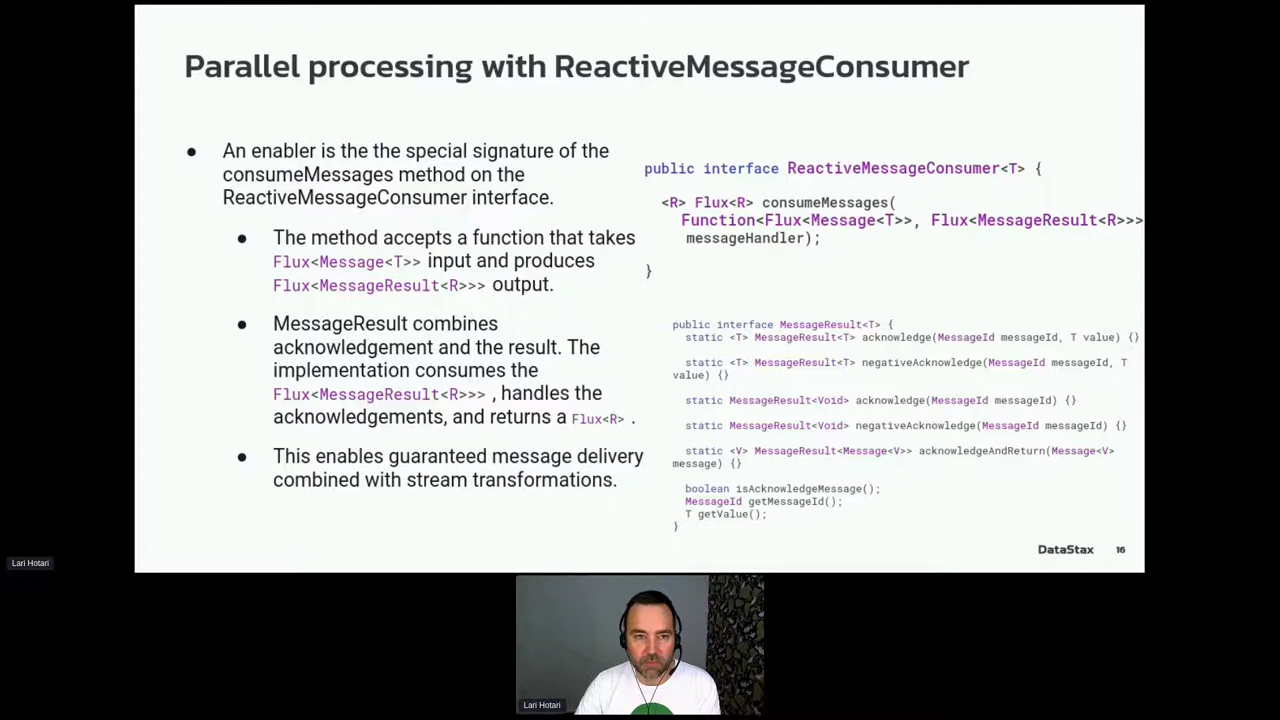 Parallel processing with ReactiveMessageConsumer
● An enabler is the the special signature of the
consumeMessages method on the
ReactiveMessageConsumer interface.
● The method accepts a function that takes
Flux<Message<T>> input and produces
Flux<MessageResult<R>>> output.
● MessageResult combines
acknowledgement and the result. The
implementation consumes the
Flux<MessageResult<R>>> , handles the
acknowledgements, and returns a Flux<R> .
● This enables guaranteed message delivery
combined with stream transformations.
public interface ReactiveMessageConsumer<T> {
<R> Flux<R> consumeMessages(
Function<Flux<Message<T>>, Flux<MessageResult<R>>>
messageHandler);
}
public interface MessageResult<T> {
static <T> MessageResult<T> acknowledge(MessageId messageId, T value) {}
static <T> MessageResult<T> negativeAcknowledge(MessageId messageId, T
value) {}
static MessageResult<Void> acknowledge(MessageId messageId) {}
static MessageResult<Void> negativeAcknowledge(MessageId messageId) {}
static <V> MessageResult<Message<V>> acknowledgeAndReturn(Message<V>
message) {}
boolean isAcknowledgeMessage();
MessageId getMessageId();
T getValue();
}
DataStax 16
Lari Hotari
Lari Hotari